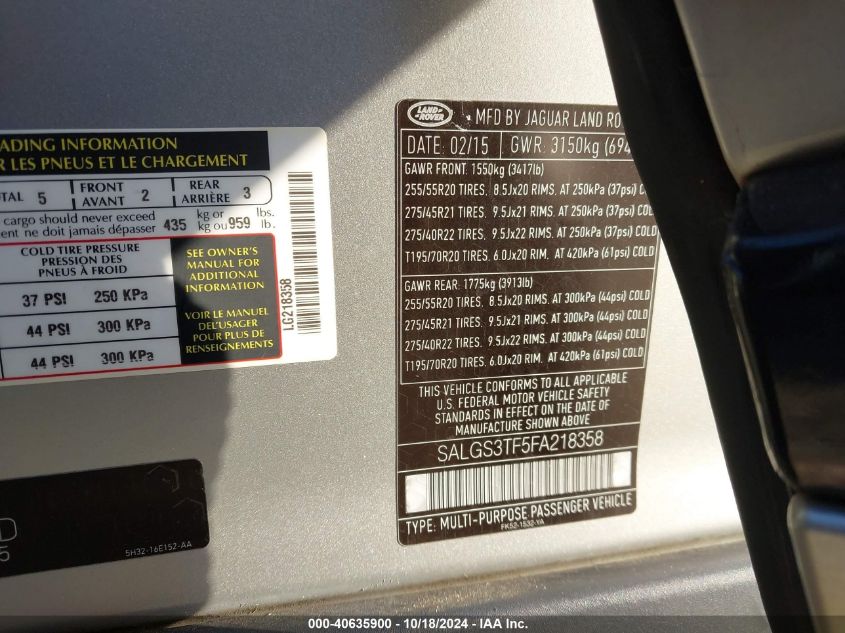 ADING INFORMATION
R LES PNEUS ET LE CHARGEMENT
TOTAL 5 FRONT AVANT 2 REAR ARRIÈRE 3
cargo should never exceed 435 kg or 959 lbs.
ent ne doit jamais dépasser kg ou lb.
COLD TIRE PRESSURE
PRESSION DES
PNEUS À FROID
37 PSI 250 KPa
44 PSI 300 KPa
44 PSI 300 KPa
SEE OWNER'S
MANUAL FOR
ADDITIONAL
INFORMATION
VOIR LE MANUEL
DE L'USAGER
POUR PLUS DE
RENSEIGNEMENTS
LG218358
LAND ROVER
MFD BY JAGUAR LAND RO
DATE: 02/15 GWR: 3150kg (694
GAWR FRONT: 1550kg (3417lb)
255/55R20 TIRES. 8.5Jx20 RIMS. AT 250kPa (37psi) C
275/45R21 TIRES. 9.5Jx21 RIMS. AT 250kPa (37psi) COL
275/40R22 TIRES. 9.5Jx22 RIMS. AT 250kPa (37psi) COL
T195/70R20 TIRES. 6.0Jx20 RIM. AT 420kPa (61psi) COLD
GAWR REAR: 1775kg (3913lb)
255/55R20 TIRES. 8.5Jx20 RIMS. AT 300kPa (44psi) COLD
275/45R21 TIRES. 9.5Jx21 RIMS. AT 300kPa (44psi) COLD
275/40R22 TIRES. 9.5Jx22 RIMS. AT 300kPa (44psi) COLD
T195/70R20 TIRES. 6.0Jx20 RIM. AT 420kPa (61psi) COLD
THIS VEHICLE CONFORMS TO ALL APPLICABLE
U.S. FEDERAL MOTOR VEHICLE SAFETY
STANDARDS IN EFFECT ON THE DATE OF
MANUFACTURE SHOWN ABOVE
SALGS3TF5FA218358
TYPE: MULTI-PURPOSE PASSENGER VEHICLE
FK52-1532-YA
D
5
5H32-16E152-AA
000-40635900 - 10/18/2024 - IAA Inc.